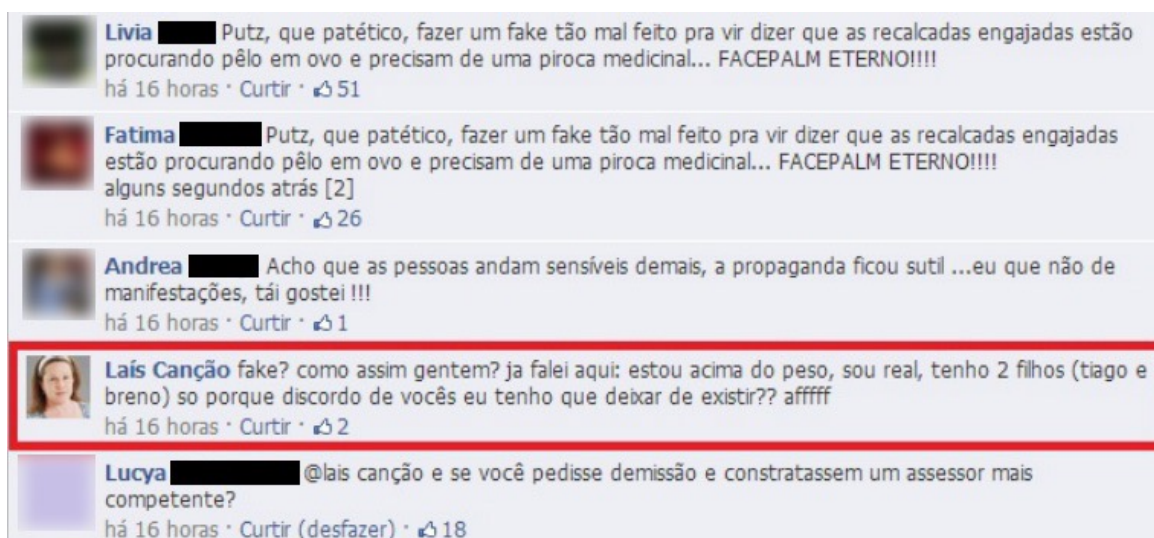 Livia Putz, que patético, fazer um fake tão mal feito pra vir dizer que as recalcadas engajadas estão
procurando pêlo em ovo e precisam de uma piroca medicinal... FACEPALM ETERNO!!!!
há 16 horas · Curtir · 51
Fatima Putz, que patético, fazer um fake tão mal feito pra vir dizer que as recalcadas engajadas
estão procurando pêlo em ovo e precisam de uma piroca medicinal... FACEPALM ETERNO!!!!
alguns segundos atrás [2]
há 16 horas · Curtir · 26
Andrea Acho que as pessoas andam sensíveis demais, a propaganda ficou sutil ...eu que não de
manifestações, tái gostei !!!
há 16 horas · Curtir · 1
Laís Canção fake? como assim gentem? ja falei aqui: estou acima do peso, sou real, tenho 2 filhos (tiago e
breno) so porque discordo de vocês eu tenho que deixar de existir?? afffff
há 16 horas · Curtir · 2
Lucya @lais canção e se você pedisse demissão e constratassem um assessor mais
competente?
há 16 horas · Curtir (desfazer) · 18